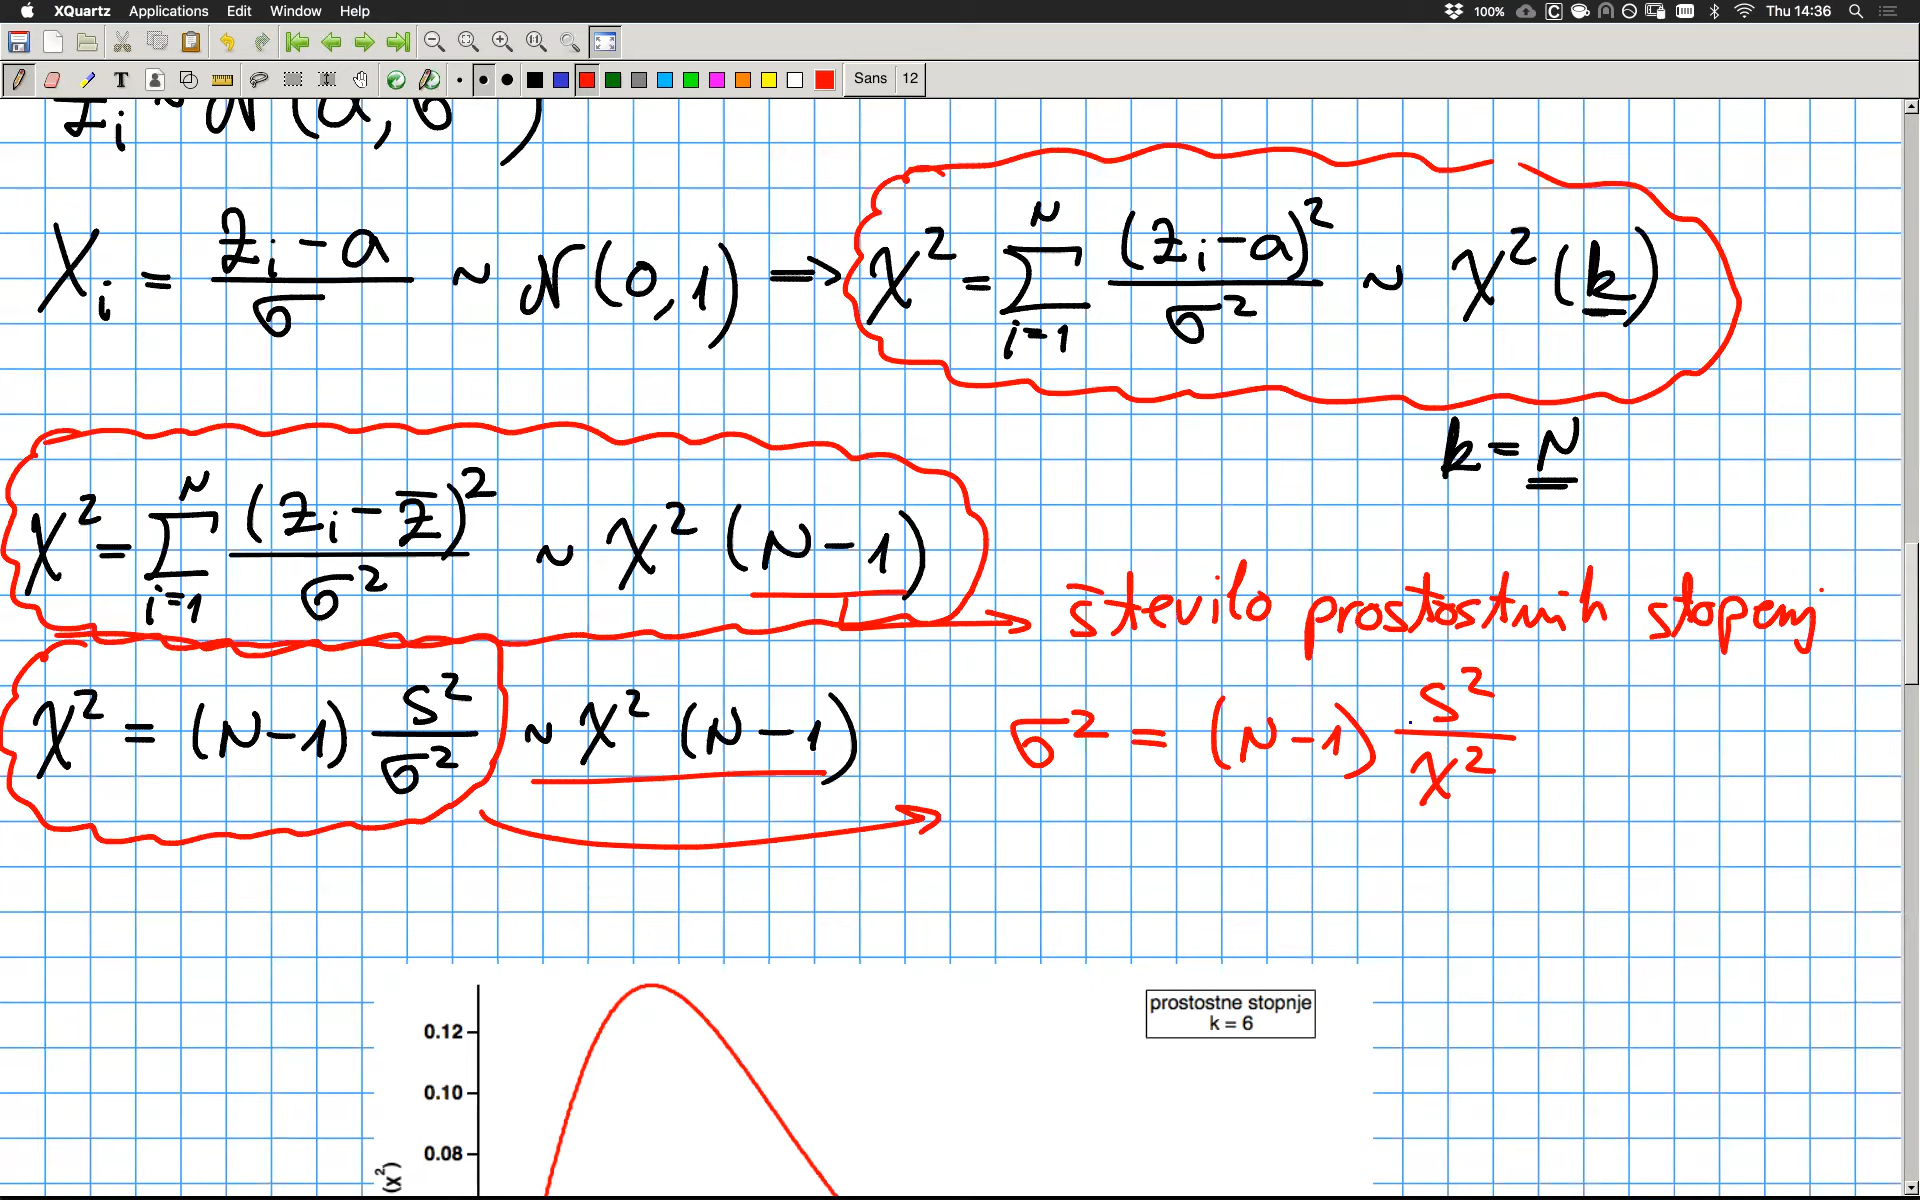 XQuartz Applications Edit Window Help
100% Thu 14:36
Sans 12
z_i ~ N(a, σ )
X_i = (z_i - a)/σ ~ N(0,1) ⟹ χ² = Σ_{i=1}^{N} (z_i - a)²/σ² ~ χ²(k)
k = N
χ² = Σ_{i=1}^{N} (z_i - z̄)²/σ² ~ χ²(N-1)
število prostostnih stopenj
χ² = (N-1) s²/σ² ~ χ²(N-1)
σ² = (N-1) s²/χ²
prostostne stopnje
k = 6
0.12
0.10
0.08
(x²)